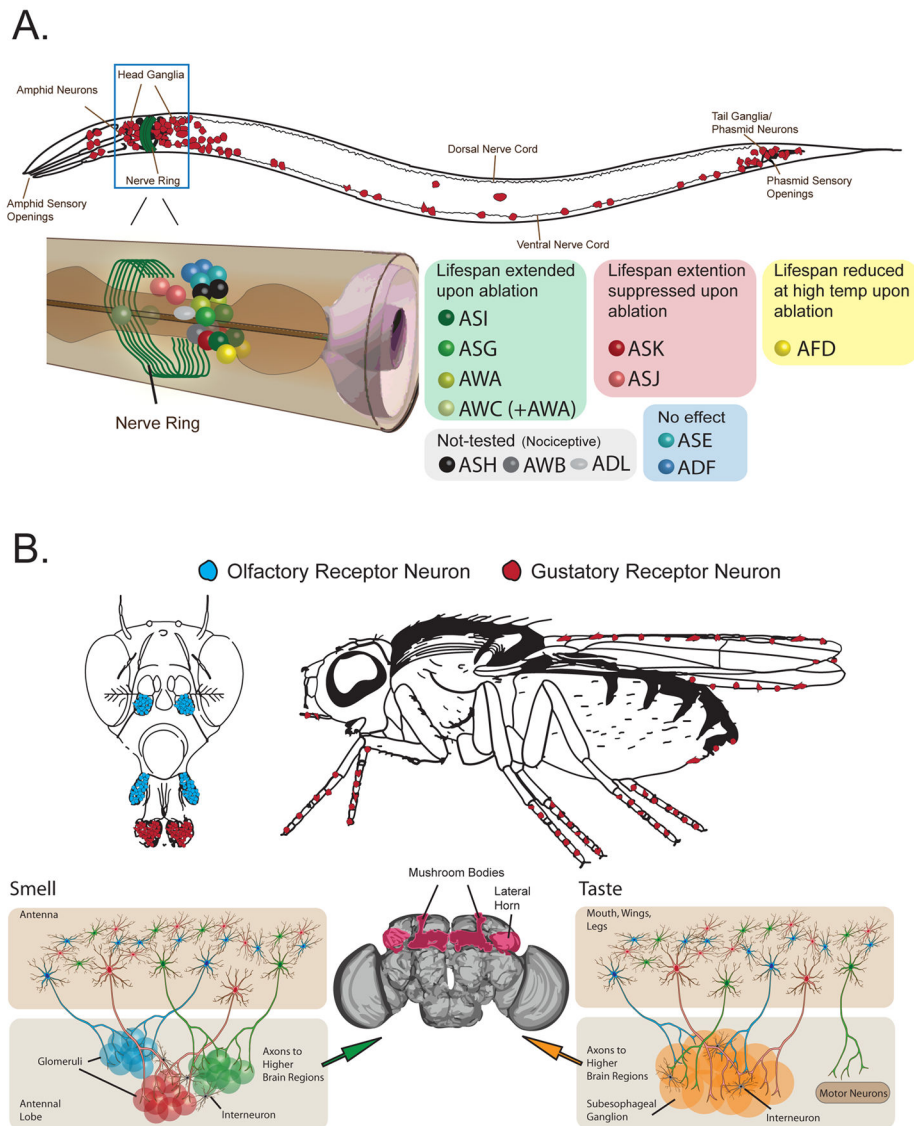 A.
Head Ganglia
Amphid Neurons
Nerve Ring
Amphid Sensory
Openings
Dorsal Nerve Cord
Ventral Nerve Cord
Tail Ganglia/
Phasmid Neurons
Phasmid Sensory
Openings
Nerve Ring
Lifespan extended
upon ablation
ASI
ASG
AWA
AWC (+AWA)
Lifespan extention
suppressed upon
ablation
ASK
ASJ
Lifespan reduced
at high temp upon
ablation
AFD
Not-tested (Nociceptive)
ASH AWB ADL
No effect
ASE
ADF
B.
Olfactory Receptor Neuron Gustatory Receptor Neuron
Smell
Antenna
Glomeruli
Antennal
Lobe
Axons to
Higher
Brain Regions
Interneuron
Mushroom Bodies
Lateral
Horn
Taste
Mouth, Wings,
Legs
Axons to
Higher
Brain Regions
Subesophageal
Ganglion
Interneuron
Motor Neurons